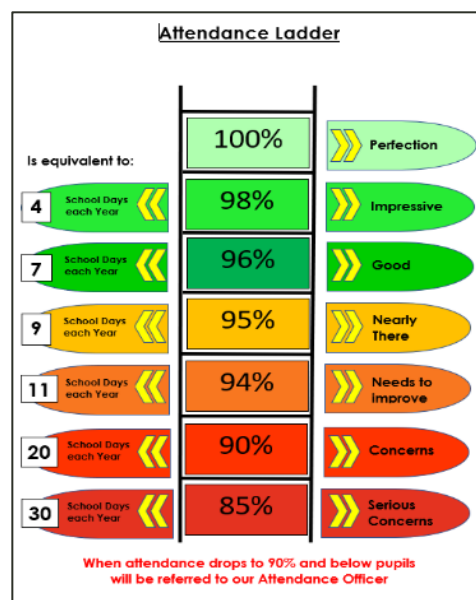 Attendance Ladder
100%
Perfection
Is equivalent to:
4
School Days
each Year
98%
Impressive
7
School Days
each Year
96%
Good
9
School Days
each Year
95%
Nearly
There
11
School Days
each Year
94%
Needs to
improve
20
School Days
each Year
90%
Concerns
30
School Days
each Year
85%
Serious
Concerns
When attendance drops to 90% and below pupils
will be referred to our Attendance Officer